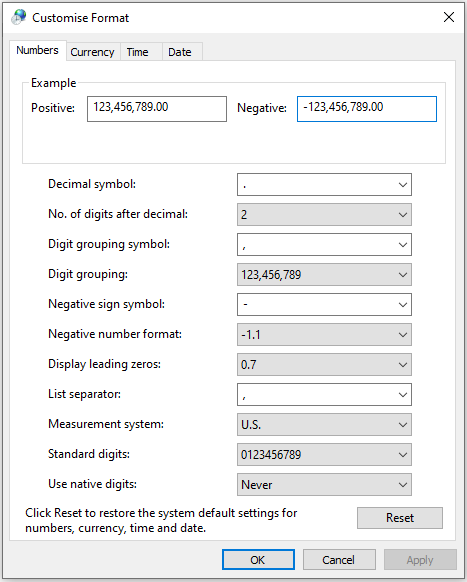 Customise Format
Numbers Currency Time Date
Example
Positive: 123,456,789.00 Negative: -123,456,789.00
Decimal symbol: .
No. of digits after decimal: 2
Digit grouping symbol: ,
Digit grouping: 123,456,789
Negative sign symbol: -
Negative number format: -1.1
Display leading zeros: 0.7
List separator: ,
Measurement system: U.S.
Standard digits: 0123456789
Use native digits: Never
Click Reset to restore the system default settings for
numbers, currency, time and date.
Reset
OK Cancel Apply